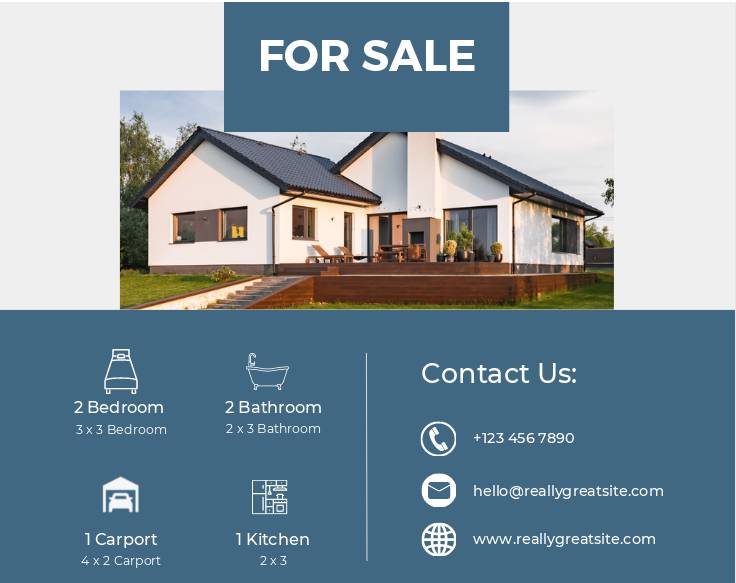 FOR SALE
2 Bedroom
3 x 3 Bedroom
2 Bathroom
2 x 3 Bathroom
1 Carport
4 x 2 Carport
1 Kitchen
2 x 3
Contact Us:
+123 456 7890
hello@reallygreatsite.com
www.reallygreatsite.com